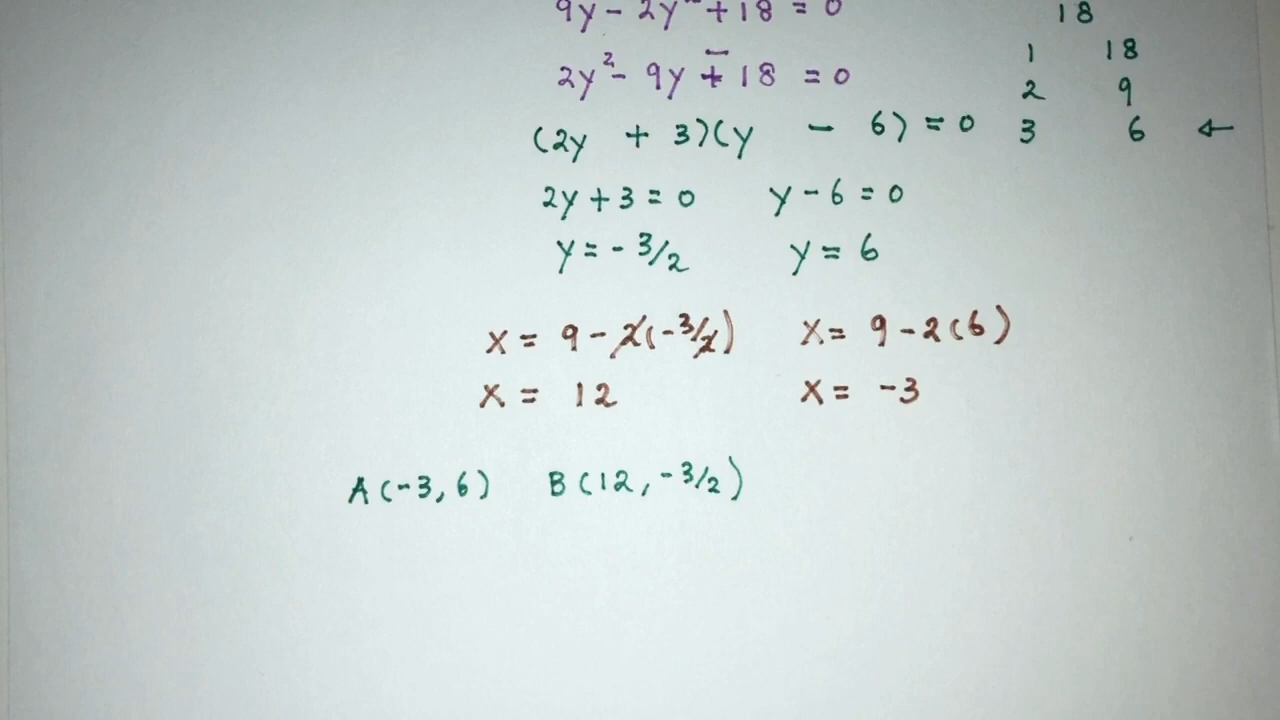 9y - 2y² + 18 = 0
18
1 18
2y² - 9y ∓ 18 = 0
2 9
(2y + 3)(y - 6) = 0
3 6 ←
2y + 3 = 0 y - 6 = 0
y = - 3/2 y = 6
x = 9 - 2(-3/2) x = 9 - 2(6)
x = 12 x = -3
A(-3, 6) B(12, -3/2)